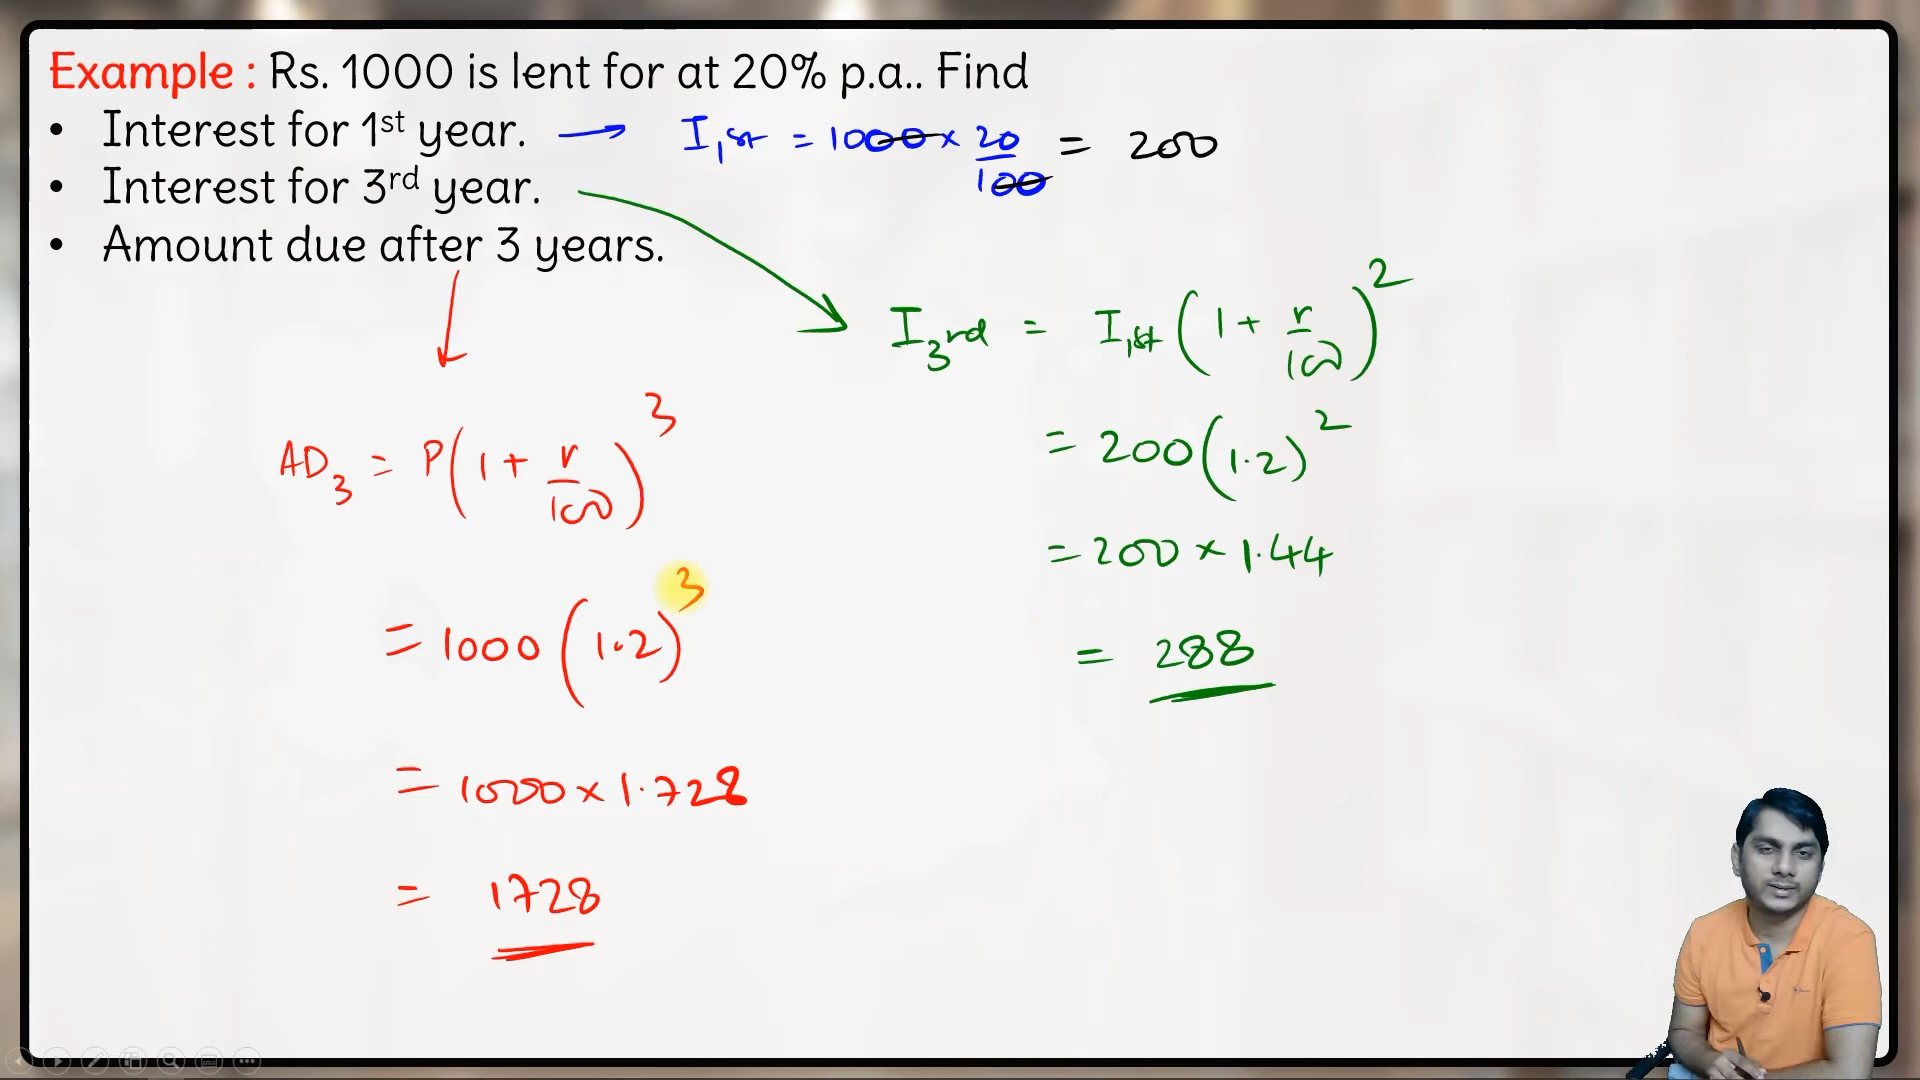 Example : Rs. 1000 is lent for at 20% p.a.. Find
• Interest for 1st year. → I1st = 1000 × 20/100 = 200
• Interest for 3rd year.
• Amount due after 3 years.
I3rd = I1st (1 + r/100)^2
= 200 (1.2)^2
= 200 × 1.44
= 288
AD3 = P(1 + r/100)^3
= 1000 (1.2)^3
= 1000 × 1.728
= 1728